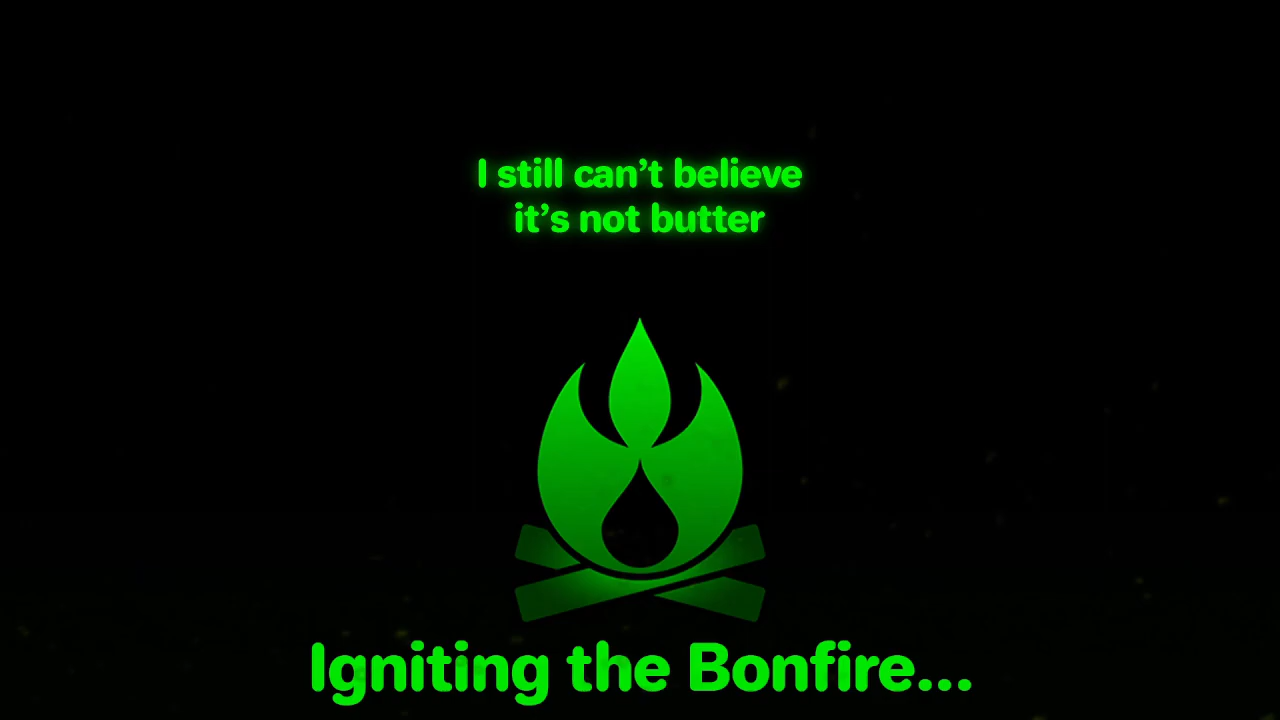 I still can’t believe
it’s not butter
Igniting the Bonfire...